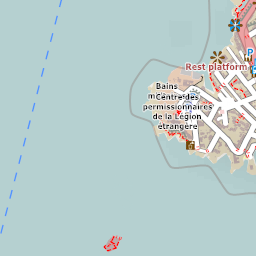 Rest platform
Bains
Centre des
permissionnaires
de la Légion
étrangère
P